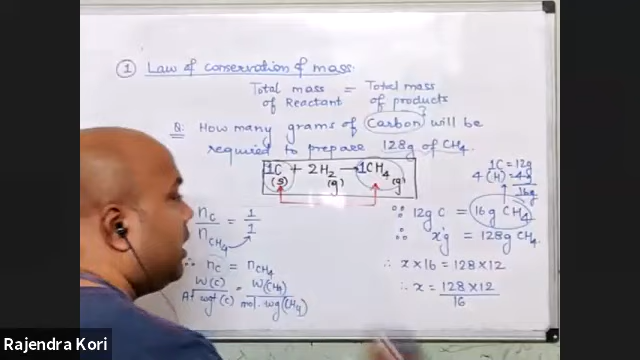 ① Law of conservation of mass.
Total mass of Reactant = Total mass of products
Q: How many grams of Carbon will be
required to prepare 128g of CH4?
1C(s) + 2H2(g) → 1CH4(g)
1C = 12g
4(H) = 4g
16g
nC / nCH4 = 1/1
∴ nC = nCH4
W(C) / At wgt (C) = W(CH4) / mol. wg (CH4)
∵ 12g C = 16g CH4
∴ x g = 128g CH4.
∴ x × 16 = 128 × 12
∴ x = 128 × 12 / 16
Rajendra Kori